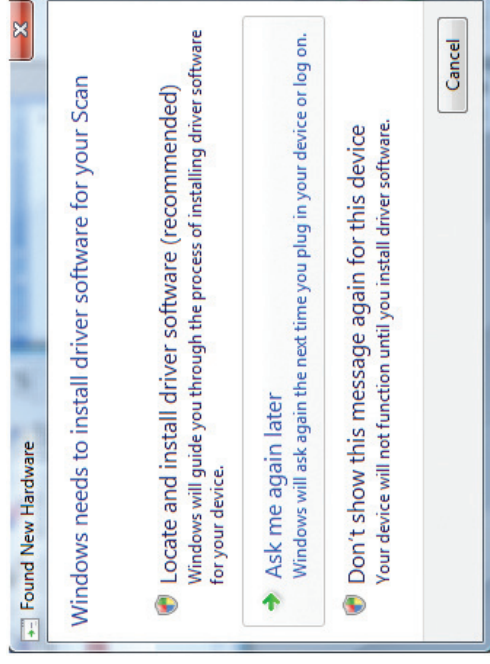 Found New Hardware
Windows needs to install driver software for your Scan
Locate and install driver software (recommended)
Windows will guide you through the process of installing driver software
for your device.
Ask me again later
Windows will ask again the next time you plug in your device or log on.
Don't show this message again for this device
Your device will not function until you install driver software.
Cancel